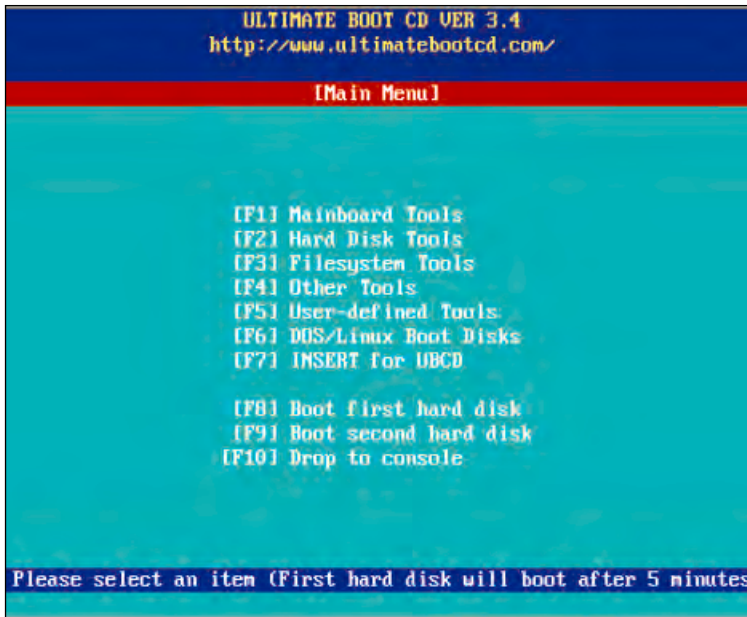 ULTIMATE BOOT CD VER 3.4
http://www.ultimatebootcd.com/
[Main Menu]
[F1] Mainboard Tools
[F2] Hard Disk Tools
[F3] Filesystem Tools
[F4] Other Tools
[F5] User-defined Tools
[F6] DOS/Linux Boot Disks
[F7] INSERT for UBCD
[F8] Boot first hard disk
[F9] Boot second hard disk
[F10] Drop to console
Please select an item (First hard disk will boot after 5 minutes